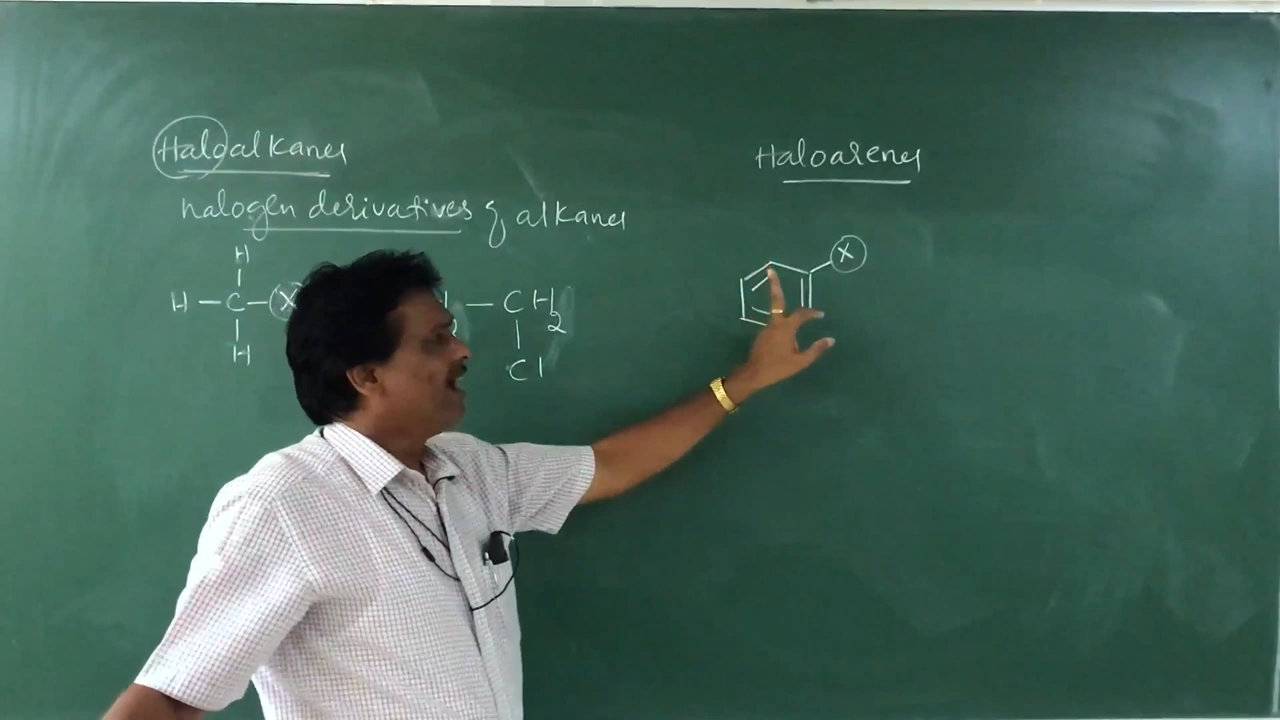 Haloalkanes
Haloarenes
halogen derivatives of alkanes
H
H — C — X
H
— CH2
Cl
X